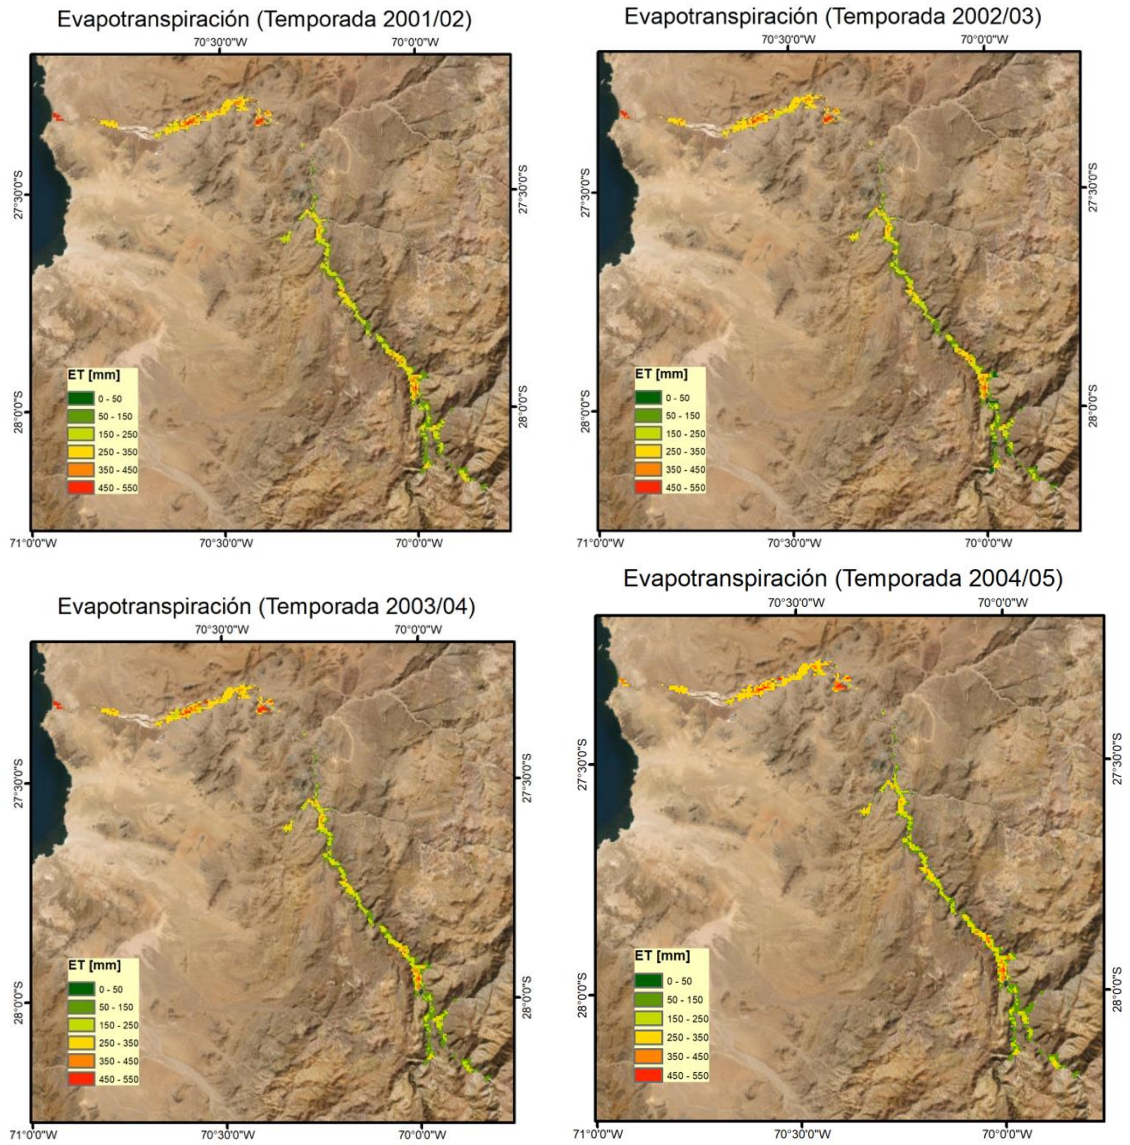 Evapotranspiración (Temporada 2001/02)
70°30'0"W 70°0'0"W
27°30'0"S 27°30'0"S
28°0'0"S 28°0'0"S
ET [mm]
0 - 50
50 - 150
150 - 250
250 - 350
350 - 450
450 - 550
71°0'0"W 70°30'0"W 70°0'0"W
Evapotranspiración (Temporada 2002/03)
70°30'0"W 70°0'0"W
27°30'0"S 27°30'0"S
28°0'0"S 28°0'0"S
ET [mm]
0 - 50
50 - 150
150 - 250
250 - 350
350 - 450
450 - 550
71°0'0"W 70°30'0"W 70°0'0"W
Evapotranspiración (Temporada 2003/04)
70°30'0"W 70°0'0"W
27°30'0"S 27°30'0"S
28°0'0"S 28°0'0"S
ET [mm]
0 - 50
50 - 150
150 - 250
250 - 350
350 - 450
450 - 550
71°0'0"W 70°30'0"W 70°0'0"W
Evapotranspiración (Temporada 2004/05)
70°30'0"W 70°0'0"W
27°30'0"S 27°30'0"S
28°0'0"S 28°0'0"S
ET [mm]
0 - 50
50 - 150
150 - 250
250 - 350
350 - 450
450 - 550
71°0'0"W 70°30'0"W 70°0'0"W